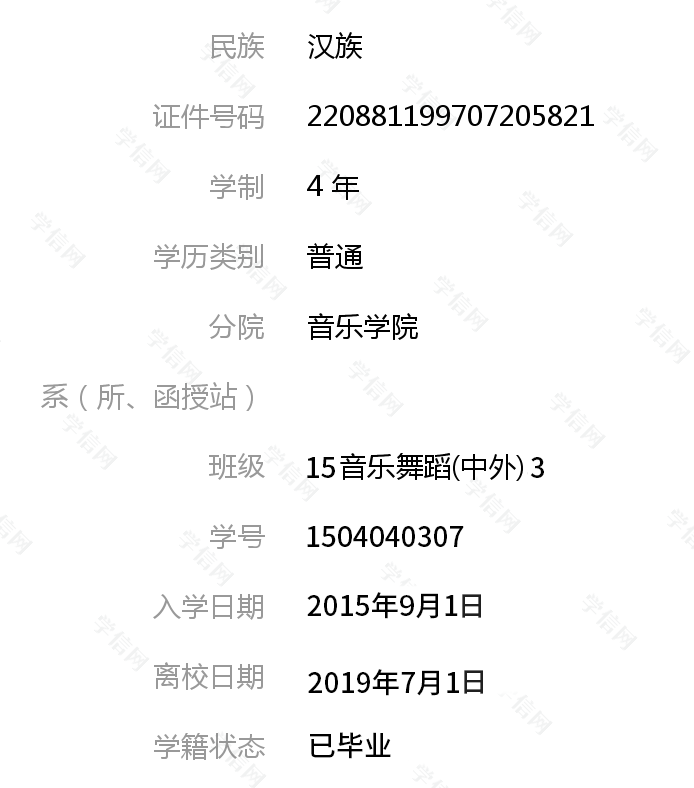 民族 汉族
证件号码 220881199707205821
学制 4 年
学历类别 普通
分院 音乐学院
系（所、函授站）
班级 15音乐舞蹈(中外) 3
学号 1504040307
入学日期 2015年9月1日
离校日期 2019年7月1日
学籍状态 已毕业
学信网